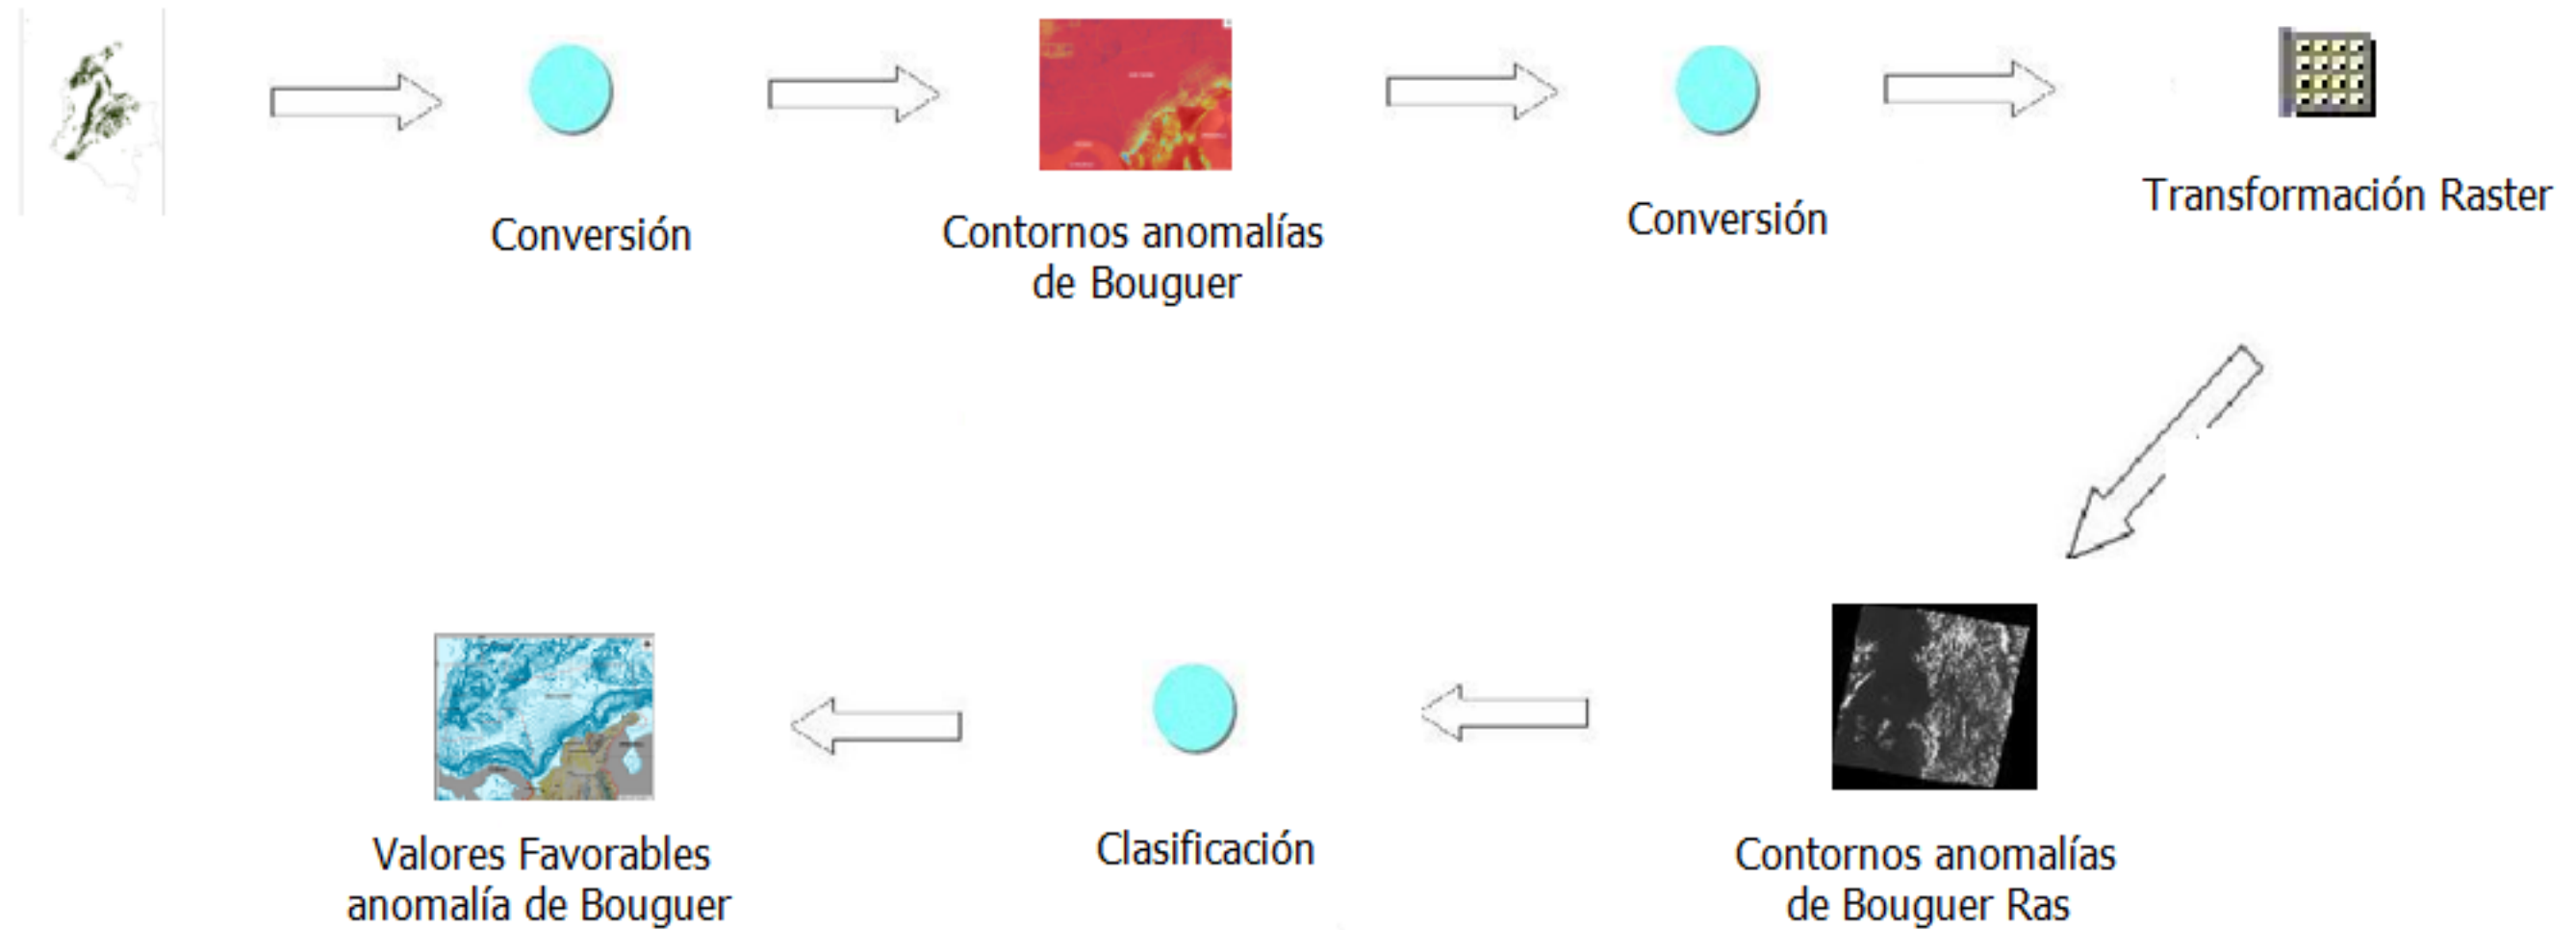 Conversión
Contornos anomalías
de Bouguer
Conversión
Transformación Raster
Valores Favorables
anomalía de Bouguer
Clasificación
Contornos anomalías
de Bouguer Ras